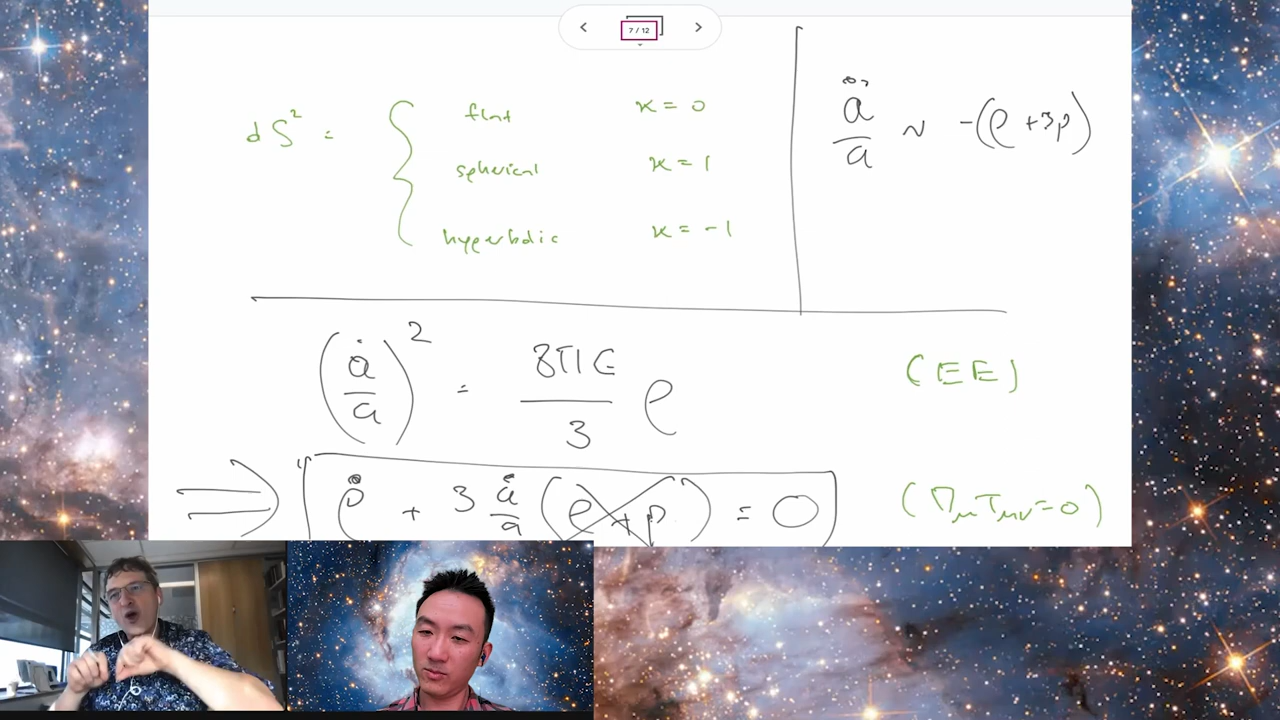 7 / 12
dS² = { flat ϰ = 0
spherical ϰ = 1
hyperbolic ϰ = -1
ä/a ~ -(ρ + 3p)
(ȧ/a)² = 8πG/3 ρ (EE)
⇒ ρ̇ + 3 ȧ/a (ρ + p) = 0 (∇μTμν = 0)